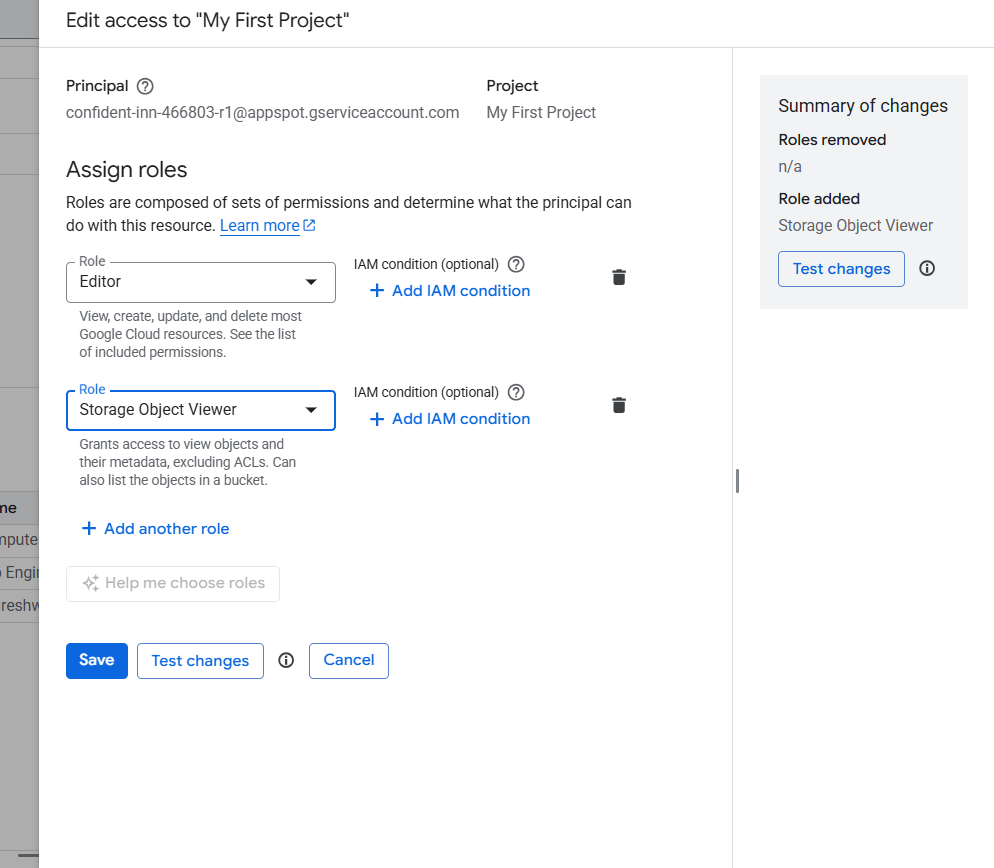 Edit access to "My First Project"
Principal
Project
confident-inn-466803-r1@appspot.gserviceaccount.com
My First Project
Assign roles
Roles are composed of sets of permissions and determine what the principal can
do with this resource. Learn more
Role
Editor
IAM condition (optional)
+ Add IAM condition
View, create, update, and delete most
Google Cloud resources. See the list
of included permissions.
Role
Storage Object Viewer
IAM condition (optional)
+ Add IAM condition
Grants access to view objects and
their metadata, excluding ACLs. Can
also list the objects in a bucket.
+ Add another role
Help me choose roles
Save
Test changes
Cancel
Summary of changes
Roles removed
n/a
Role added
Storage Object Viewer
Test changes